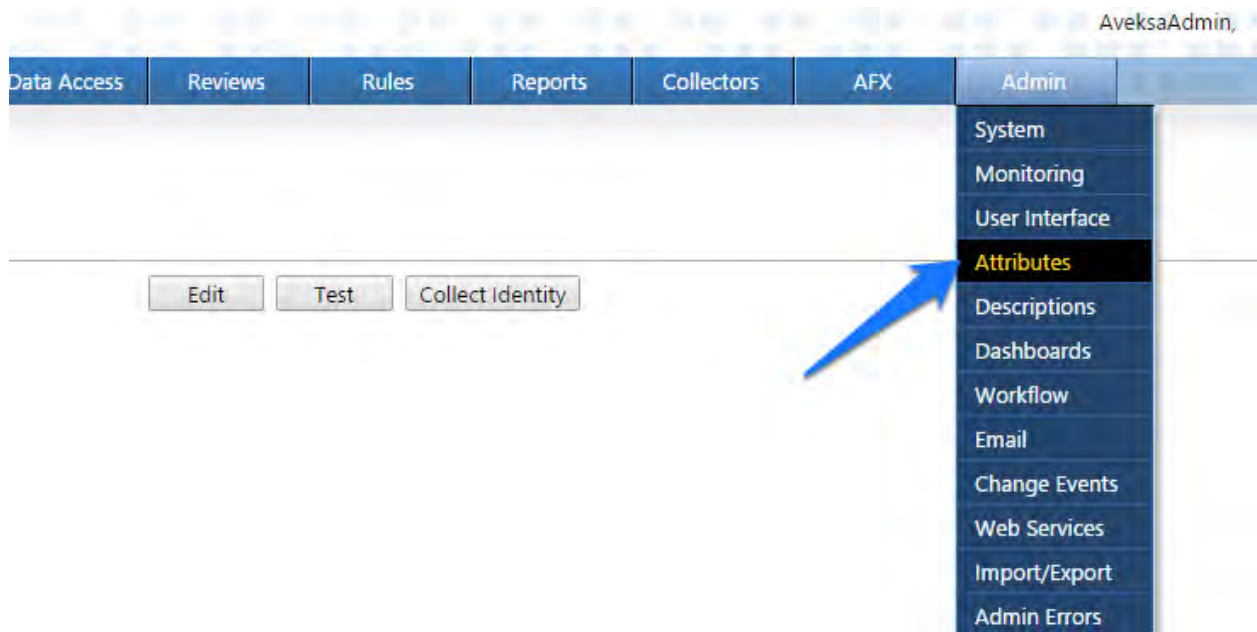 AveksaAdmin,
Data Access Reviews Rules Reports Collectors AFX Admin
System
Monitoring
User Interface
Attributes
Edit Test Collect Identity
Descriptions
Dashboards
Workflow
Email
Change Events
Web Services
Import/Export
Admin Errors